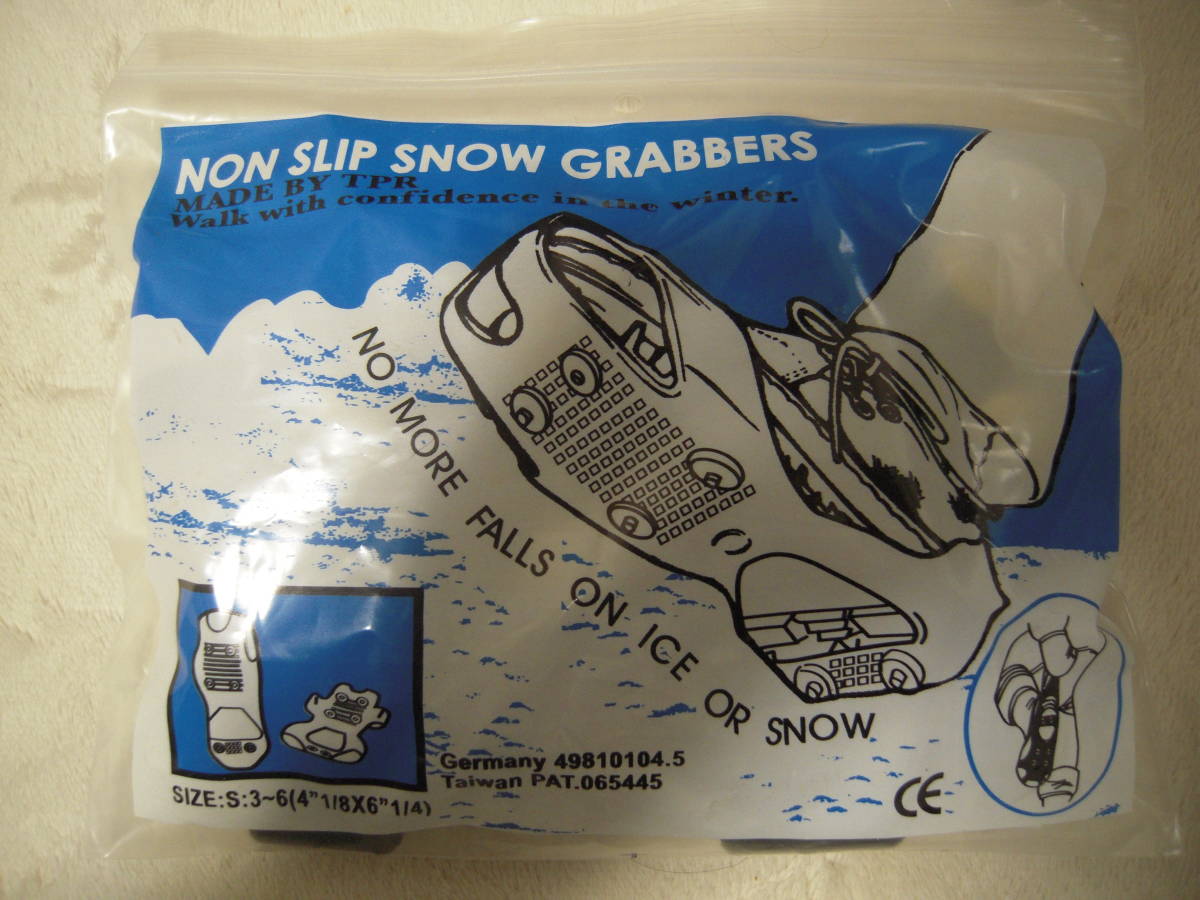 NON SLIP SNOW GRABBERS
MADE BY TPR
Walk with confidence in the winter.
NO MORE FALLS ON ICE OR SNOW
Germany 49810104.5
Taiwan PAT.065445
SIZE:S:3~6(4"1/8X6"1/4)
CE